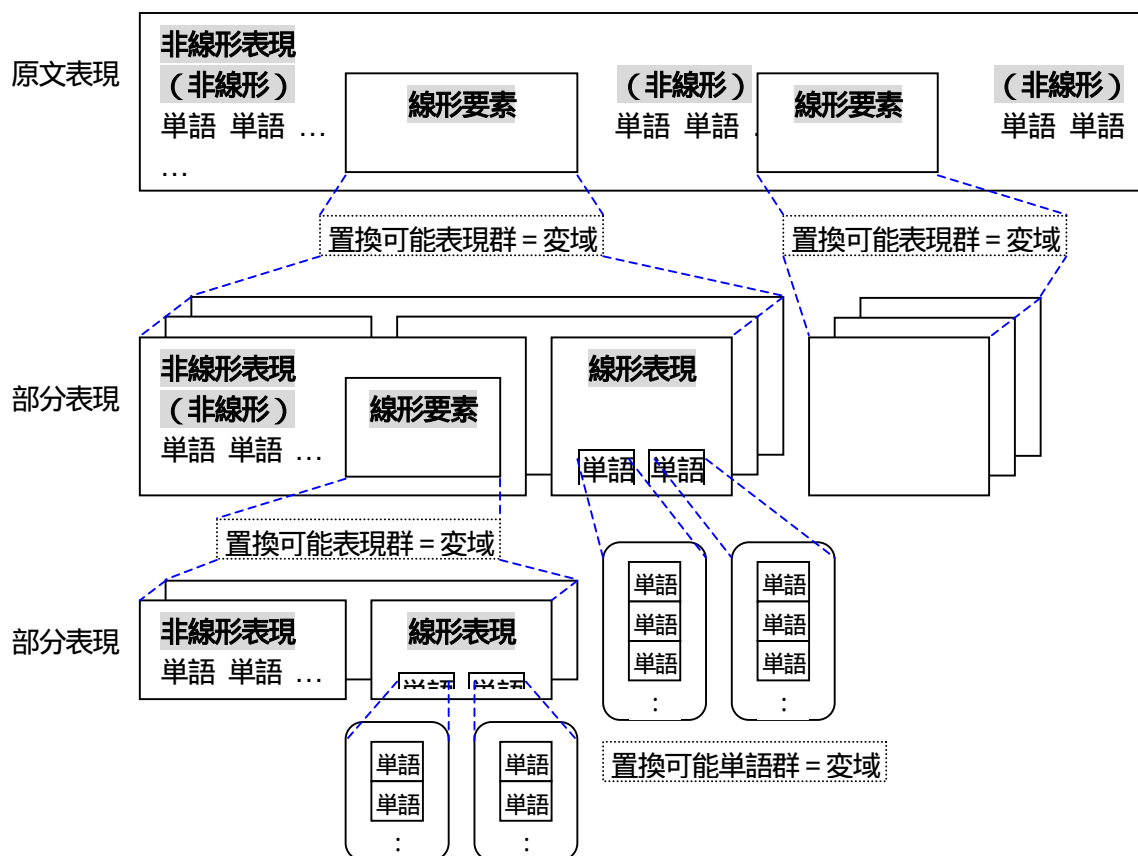 原文表現
非線形表現
(非線形)
単語 単語 …
…
線形要素
(非線形)
単語 単語
線形要素
(非線形)
単語 単語
置換可能表現群 = 変域
置換可能表現群 = 変域
部分表現
非線形表現
(非線形)
単語 単語 …
線形要素
線形表現
単語 単語
置換可能表現群 = 変域
単語
単語
単語
:
単語
単語
単語
:
部分表現
非線形表現
単語 単語 …
線形表現
単語 単語
置換可能単語群 = 変域
単語
単語
:
単語
単語
: